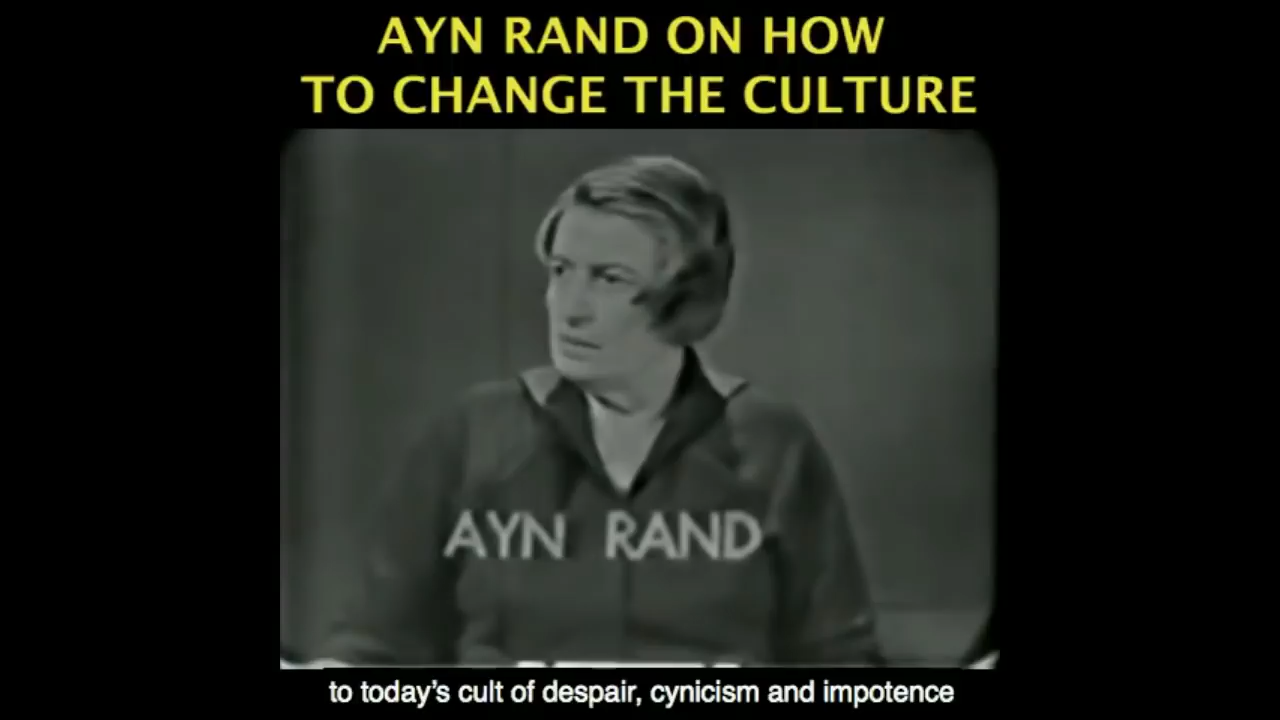 AYN RAND ON HOW
TO CHANGE THE CULTURE
AYN RAND
to today's cult of despair, cynicism and impotence